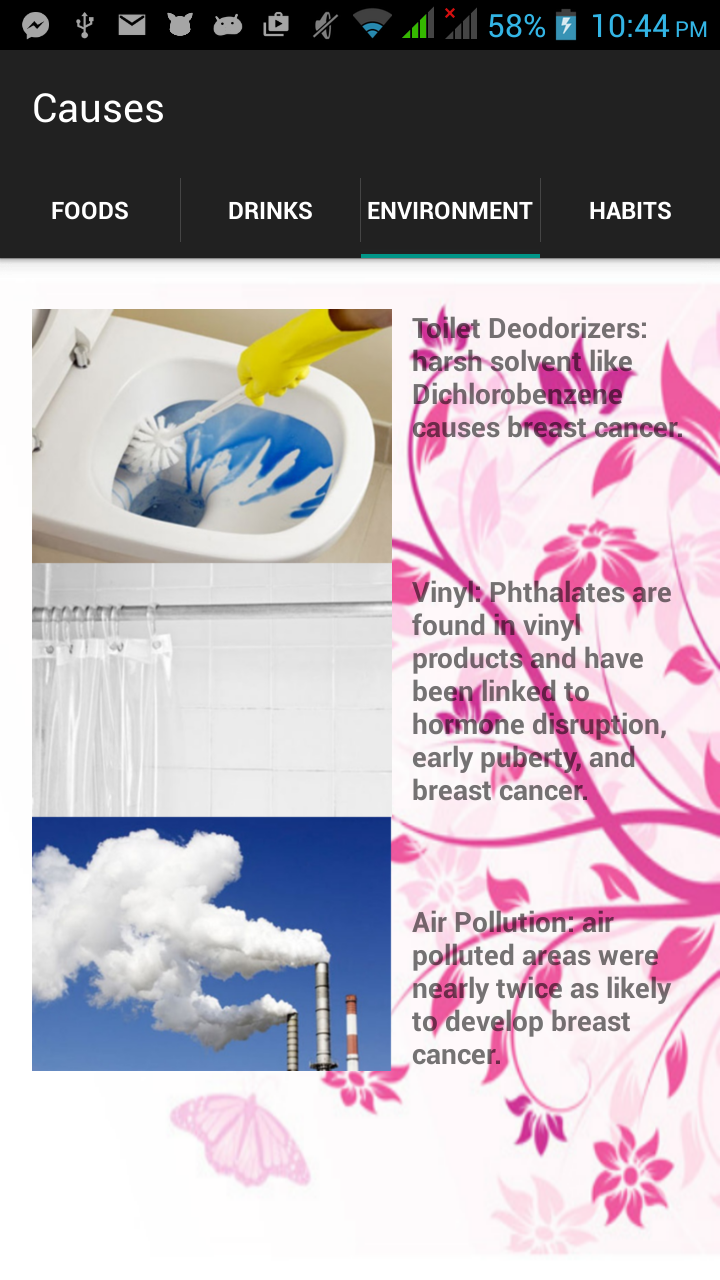 58% 10:44 PM
Causes
FOODS DRINKS ENVIRONMENT HABITS
Toilet Deodorizers:
harsh solvent like
Dichlorobenzene
causes breast cancer.
Vinyl: Phthalates are
found in vinyl
products and have
been linked to
hormone disruption,
early puberty, and
breast cancer.
Air Pollution: air
polluted areas were
nearly twice as likely
to develop breast
cancer.